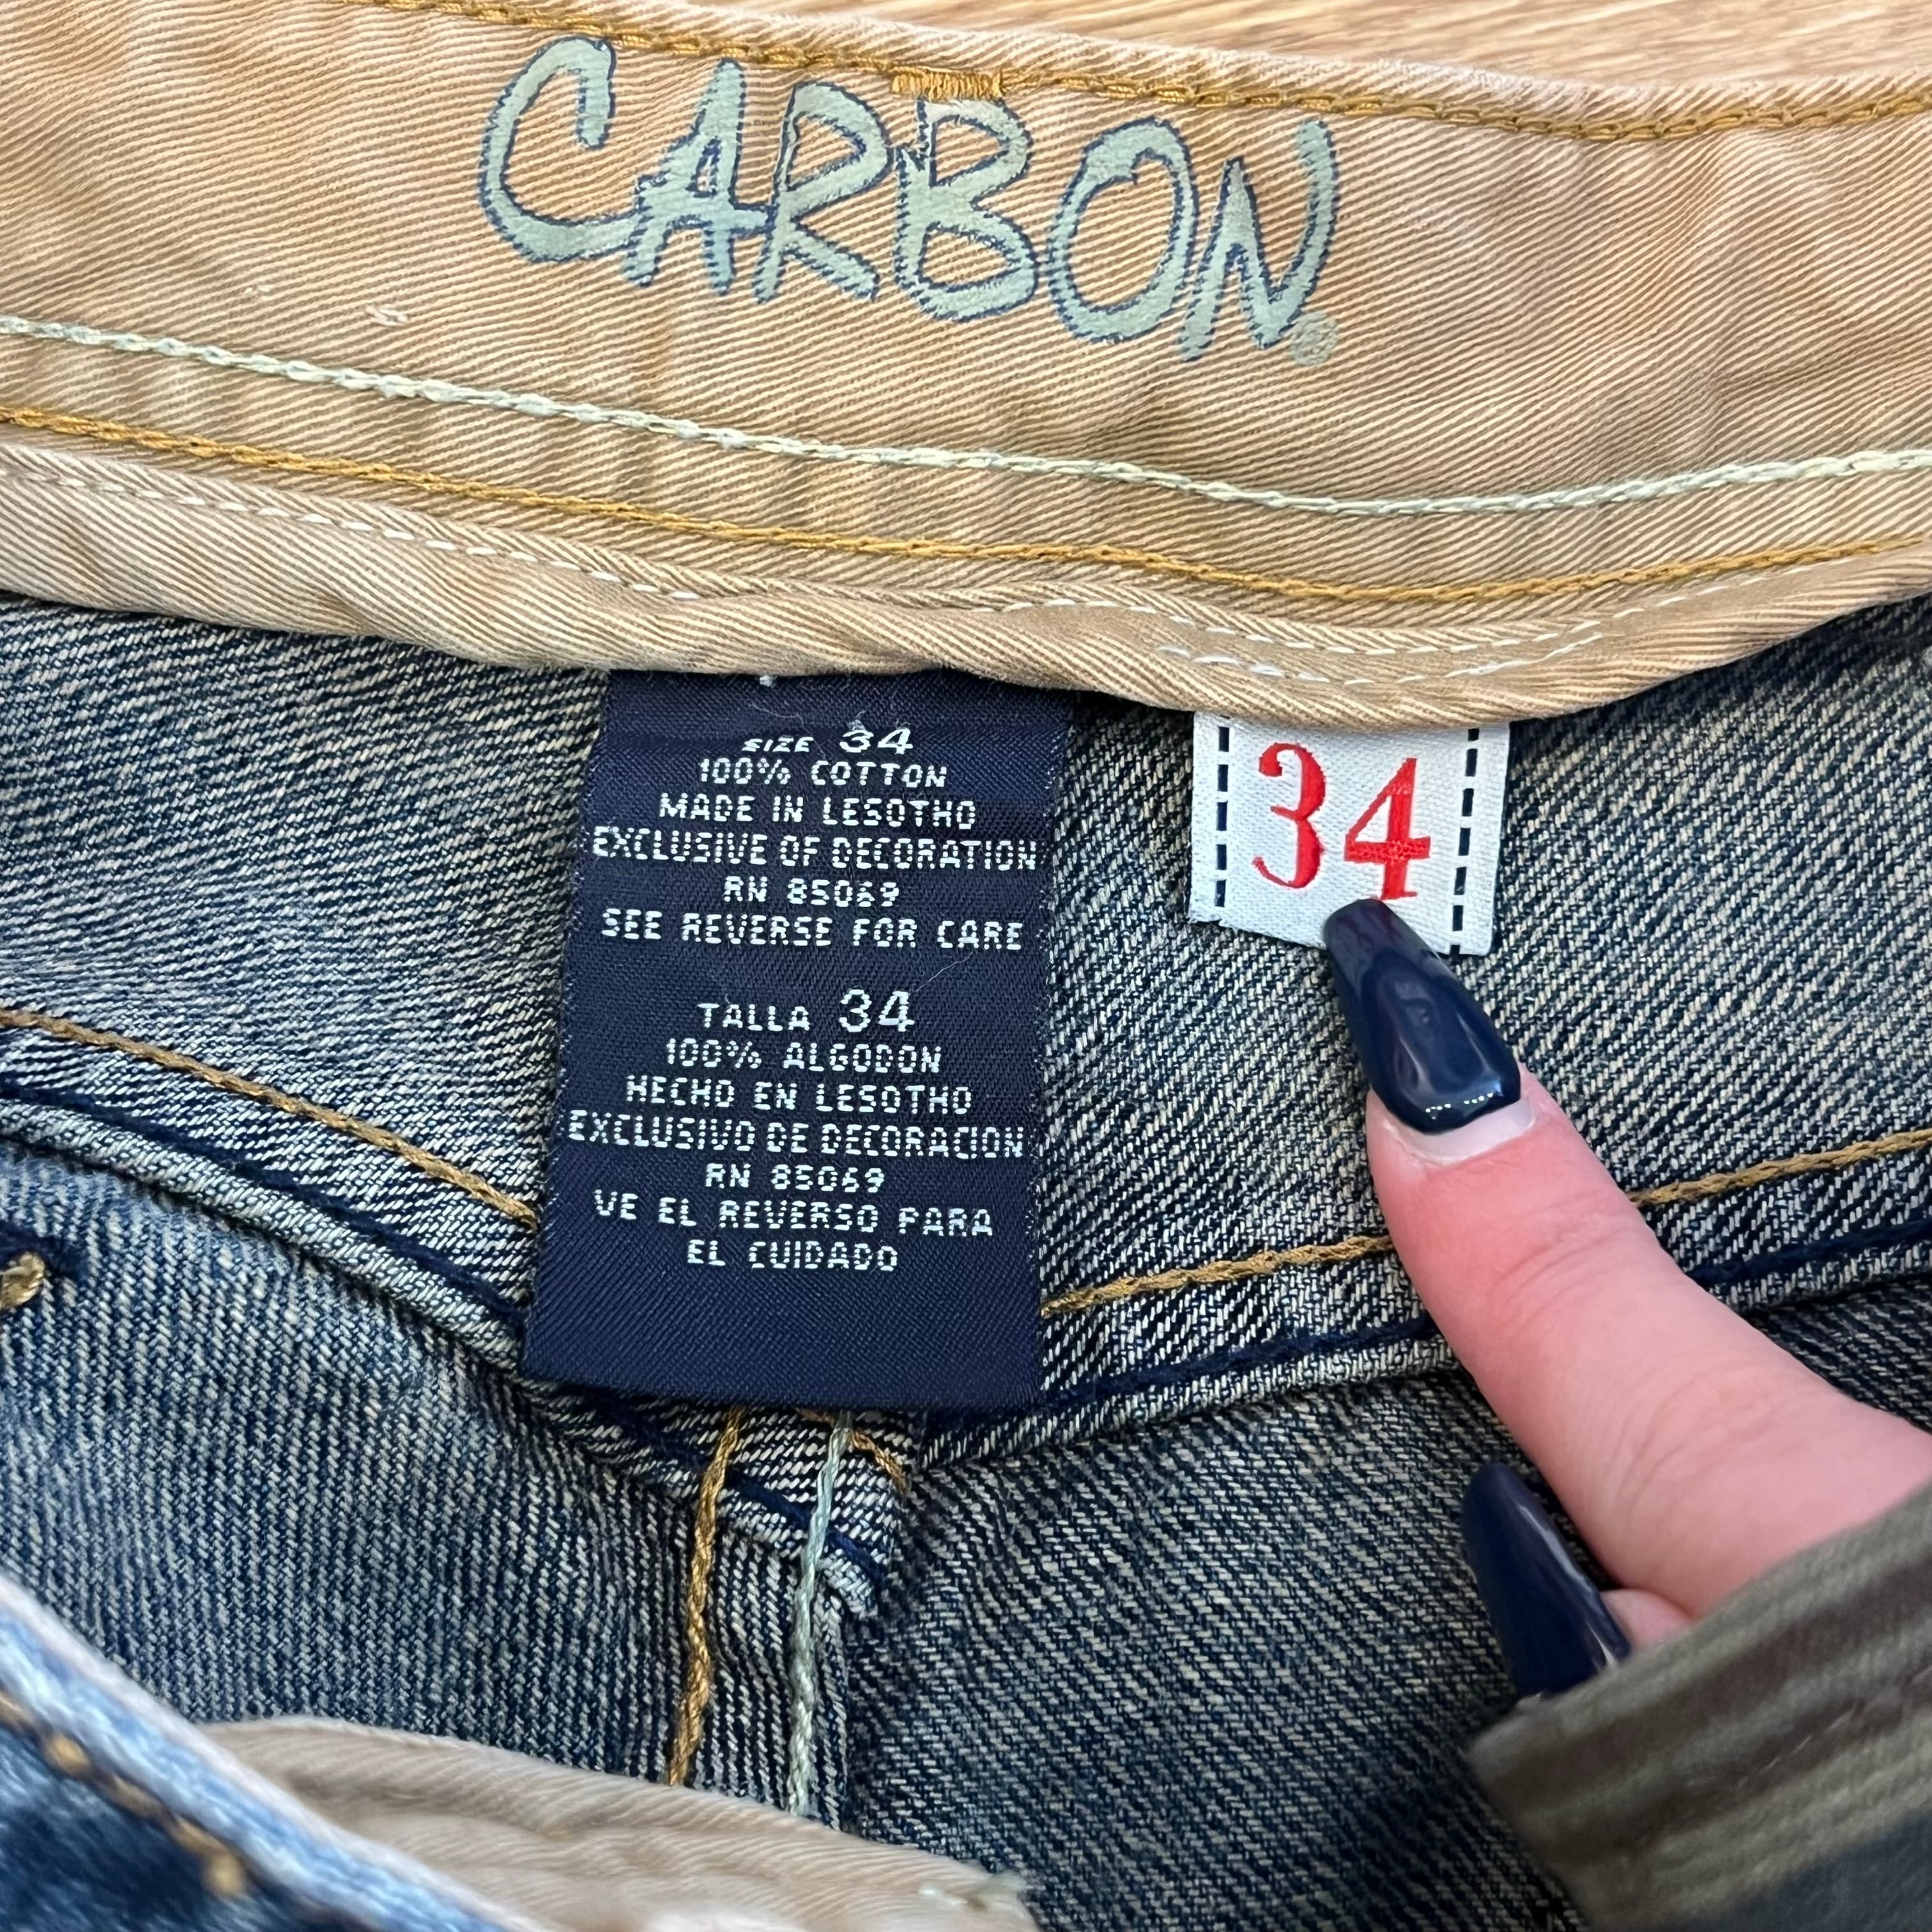 CARBON®
SIZE 34
100% COTTON
MADE IN LESOTHO
EXCLUSIVE OF DECORATION
RN 85069
SEE REVERSE FOR CARE
TALLA 34
100% ALGODON
HECHO EN LESOTHO
EXCLUSIVO DE DECORACION
RN 85069
VE EL REVERSO PARA
EL CUIDADO
34